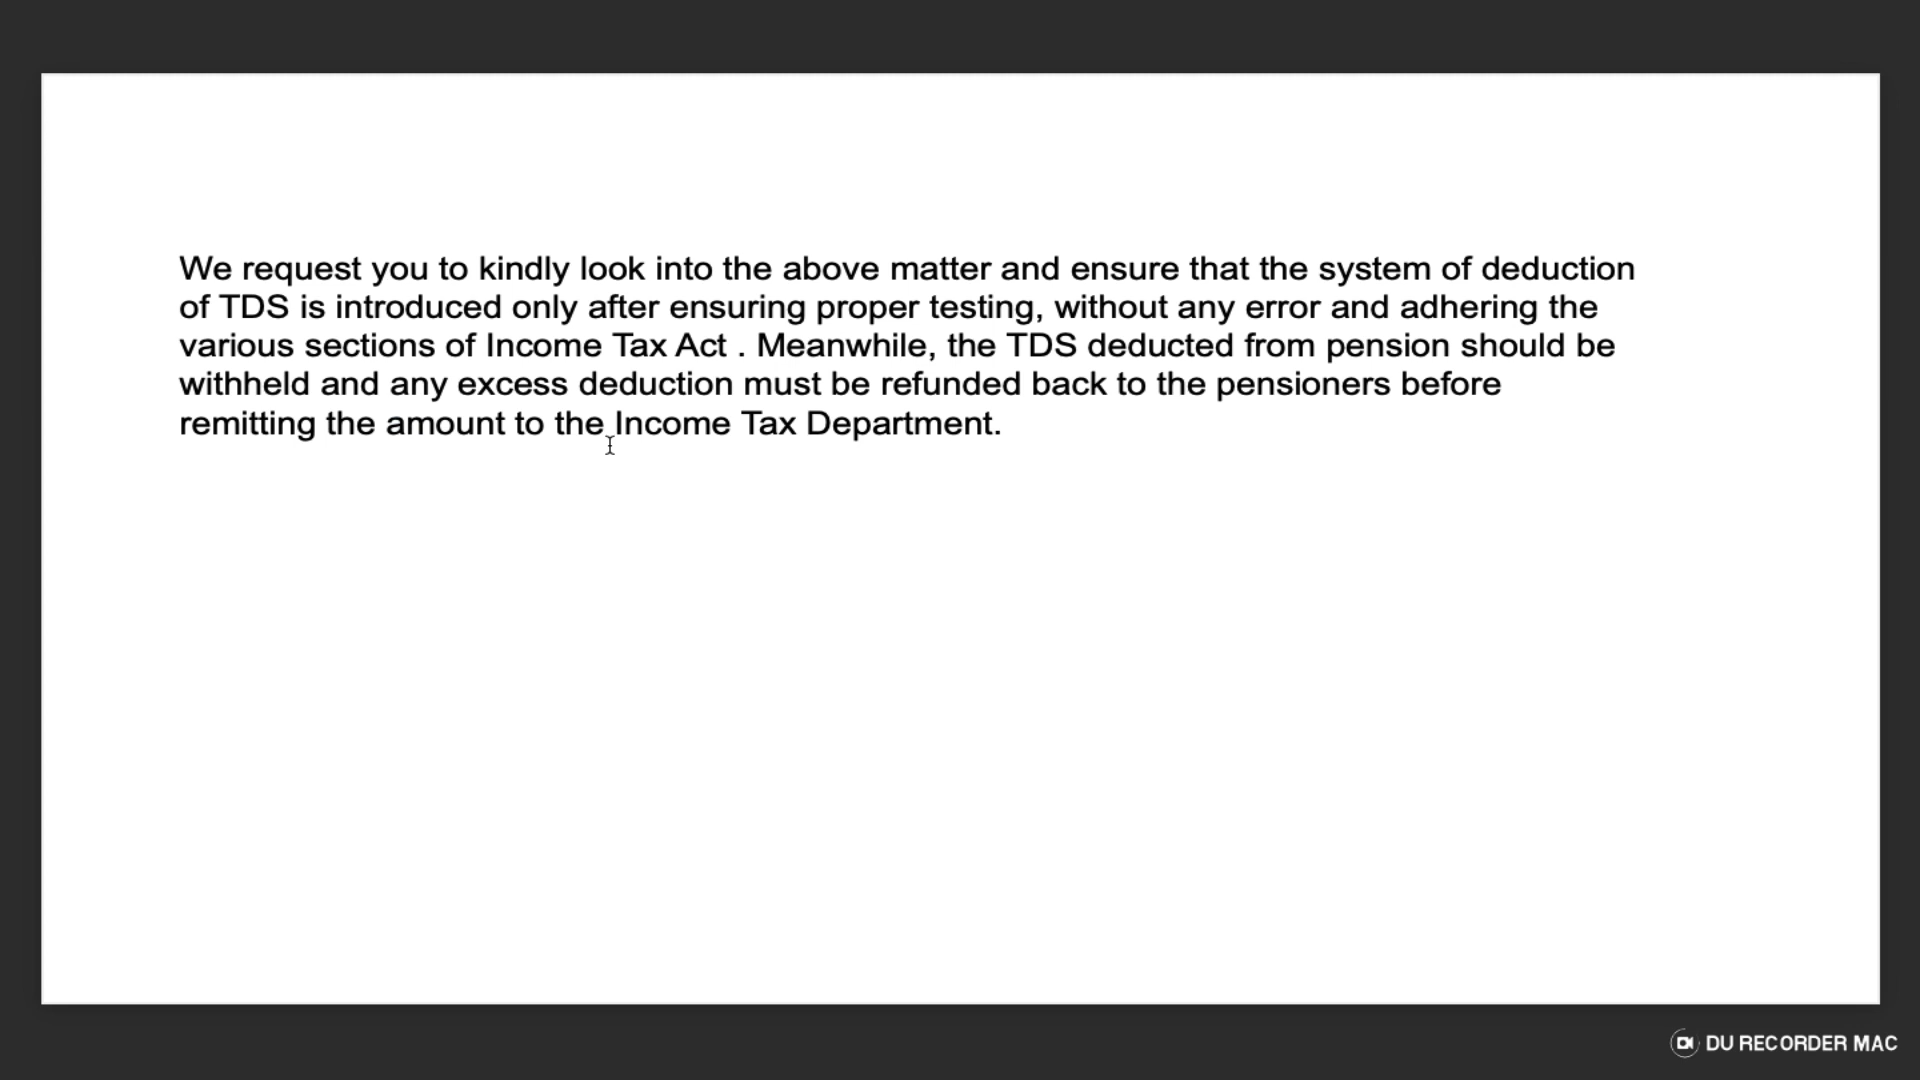 We request you to kindly look into the above matter and ensure that the system of deduction
of TDS is introduced only after ensuring proper testing, without any error and adhering the
various sections of Income Tax Act . Meanwhile, the TDS deducted from pension should be
withheld and any excess deduction must be refunded back to the pensioners before
remitting the amount to the Income Tax Department.
DU RECORDER MAC